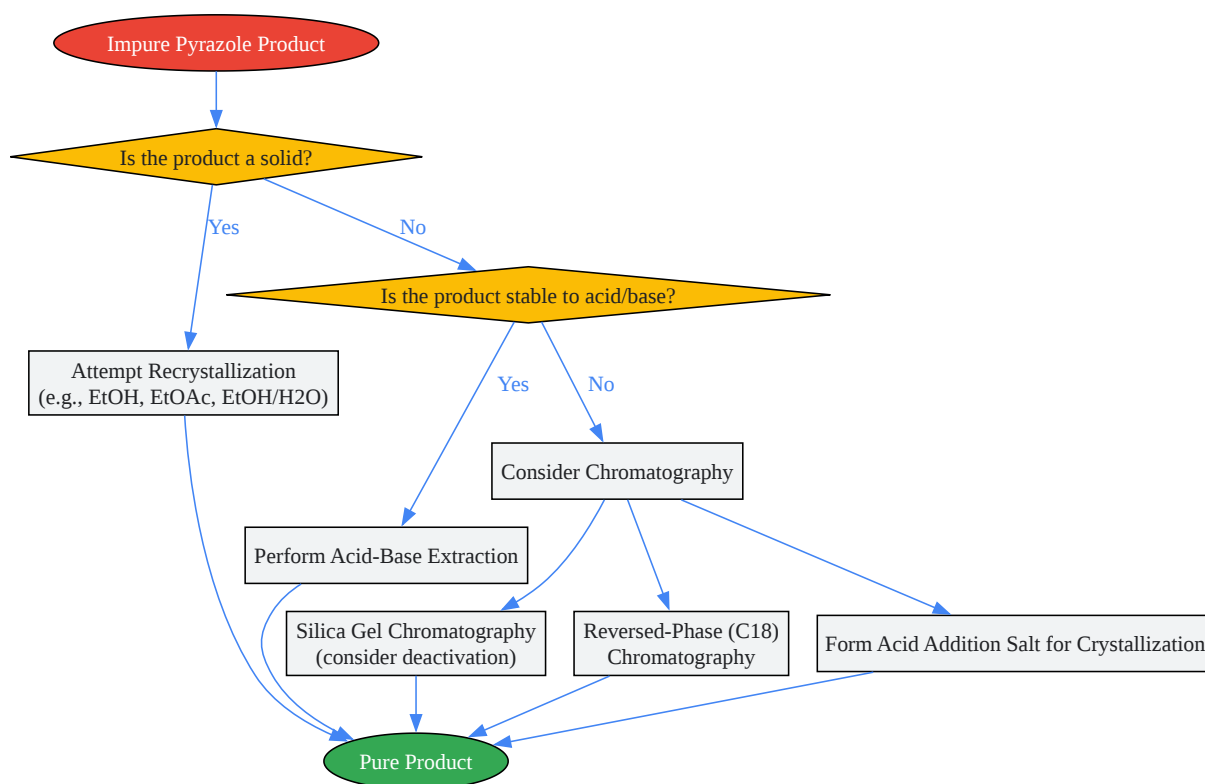 Impure Pyrazole Product
Is the product a solid?
Yes
No
Is the product stable to acid/base?
Attempt Recrystallization
(e.g., EtOH, EtOAc, EtOH/H2O)
Yes
No
Consider Chromatography
Perform Acid-Base Extraction
Silica Gel Chromatography
(consider deactivation)
Reversed-Phase (C18)
Chromatography
Form Acid Addition Salt for Crystallization
Pure Product